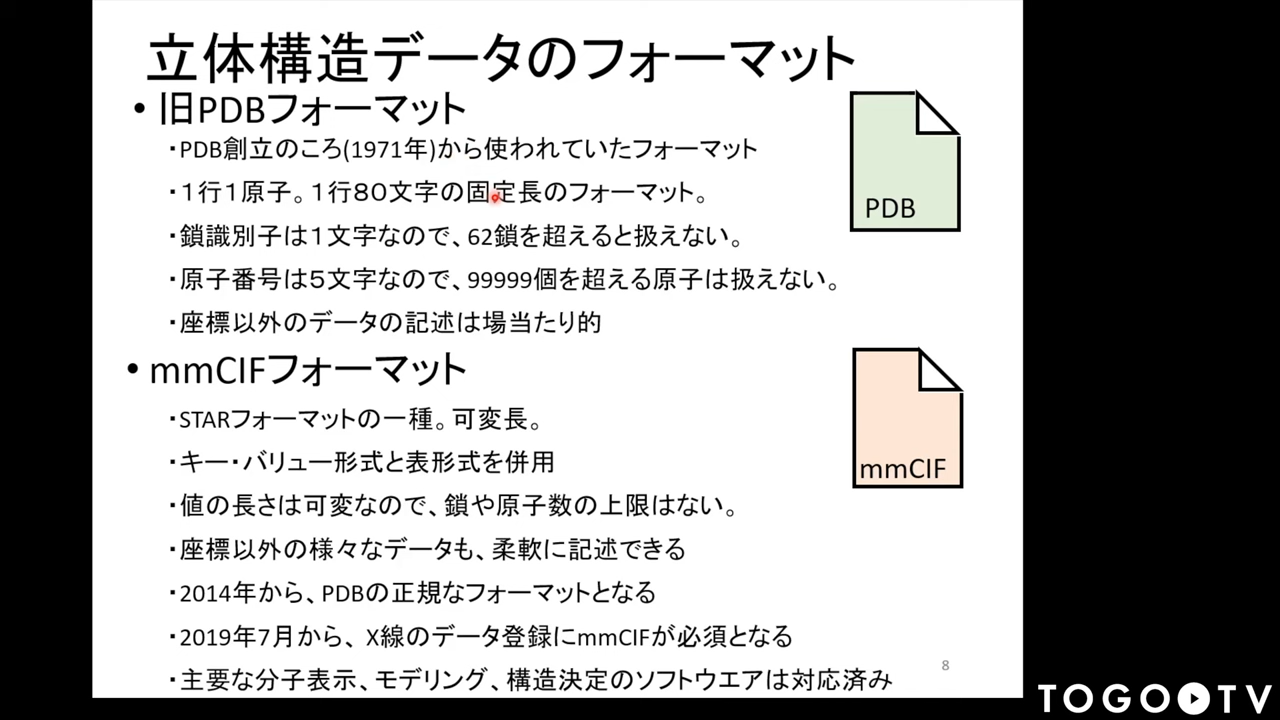 立体構造データのフォーマット
• 旧PDBフォーマット
・PDB創立のころ(1971年)から使われていたフォーマット
・１行１原子。１行８０文字の固定長のフォーマット。
・鎖識別子は１文字なので、62鎖を超えると扱えない。
・原子番号は５文字なので、99999個を超える原子は扱えない。
・座標以外のデータの記述は場当たり的
PDB
• mmCIFフォーマット
・STARフォーマットの一種。可変長。
・キー・バリュー形式と表形式を併用
・値の長さは可変なので、鎖や原子数の上限はない。
・座標以外の様々なデータも、柔軟に記述できる
・2014年から、PDBの正規なフォーマットとなる
・2019年7月から、X線のデータ登録にmmCIFが必須となる
・主要な分子表示、モデリング、構造決定のソフトウエアは対応済み
mmCIF
8
TOGOTV